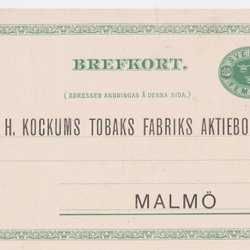 BREFKORT.
(ADRESSEN ANBRINGAS Å DENNA SIDA.)
H. KOCKUMS TOBAKS FABRIKS AKTIEBO
MALMÖ